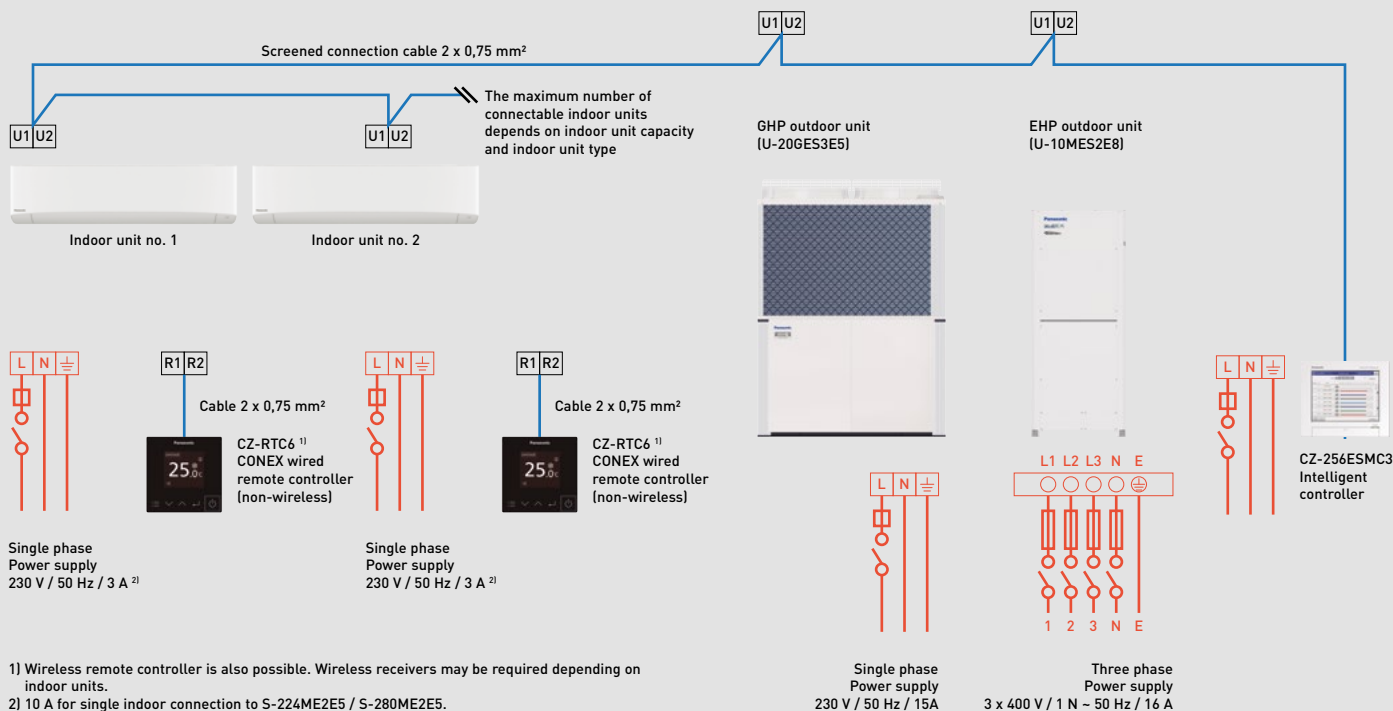 U1 U2
U1 U2
Screened connection cable 2 x 0,75 mm²
The maximum number of
connectable indoor units
depends on indoor unit capacity
and indoor unit type
U1 U2
U1 U2
GHP outdoor unit
(U-20GES3E5)
EHP outdoor unit
(U-10MES2E8)
Indoor unit no. 1
Indoor unit no. 2
Panasonic
Panasonic
L N
R1 R2
L N
R1 R2
L N
Cable 2 x 0,75 mm²
Cable 2 x 0,75 mm²
Panasonic
25.0c
CZ-RTC6 1)
CONEX wired
remote controller
(non-wireless)
Panasonic
25.0c
CZ-RTC6 1)
CONEX wired
remote controller
(non-wireless)
CZ-256ESMC3
Intelligent
controller
L N
L1 L2 L3 N E
1 2 3 N E
Single phase
Power supply
230 V / 50 Hz / 3 A 2)
Single phase
Power supply
230 V / 50 Hz / 3 A 2)
1) Wireless remote controller is also possible. Wireless receivers may be required depending on
indoor units.
2) 10 A for single indoor connection to S-224ME2E5 / S-280ME2E5.
Single phase
Power supply
230 V / 50 Hz / 15A
Three phase
Power supply
3 x 400 V / 1 N ~ 50 Hz / 16 A